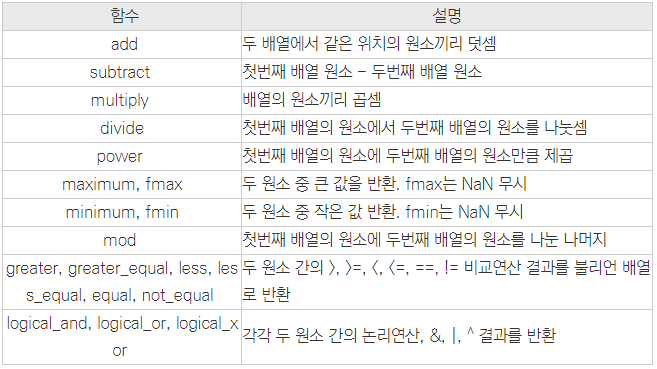 함수 설명
add 두 배열에서 같은 위치의 원소끼리 덧셈
subtract 첫번째 배열 원소 - 두번째 배열 원소
multiply 배열의 원소끼리 곱셈
divide 첫번째 배열의 원소에서 두번째 배열의 원소를 나눗셈
power 첫번째 배열의 원소에 두번째 배열의 원소만큼 제곱
maximum, fmax 두 원소 중 큰 값을 반환. fmax는 NaN 무시
minimum, fmin 두 원소 중 작은 값 반환. fmin는 NaN 무시
mod 첫번째 배열의 원소에 두번째 배열의 원소를 나눈 나머지
greater, greater_equal, less, les
s_equal, equal, not_equal
두 원소 간의 >, >=, <, <=, ==, != 비교연산 결과를 불리언 배열
로 반환
logical_and, logical_or, logical_x
or
각각 두 원소 간의 논리연산, &, |, ^ 결과를 반환